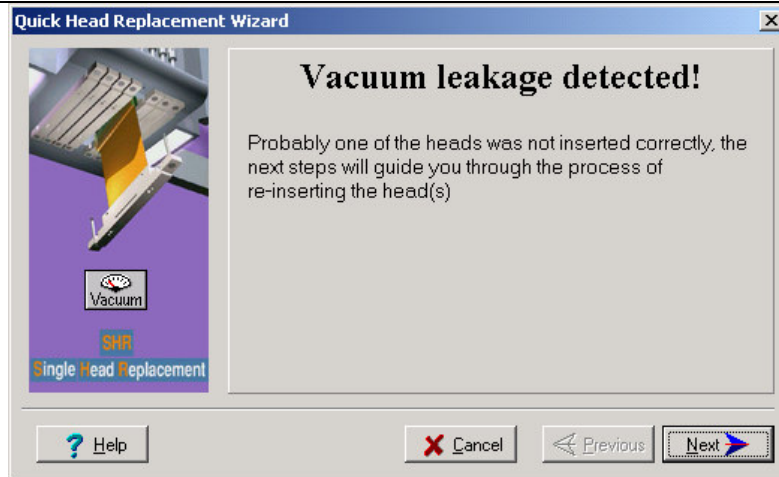 Quick Head Replacement Wizard
Vacuum leakage detected!
Probably one of the heads was not inserted correctly, the
next steps will guide you through the process of
re-inserting the head(s)
Vacuum
SHR
Single Head Replacement
? Help
Cancel
Previous
Next